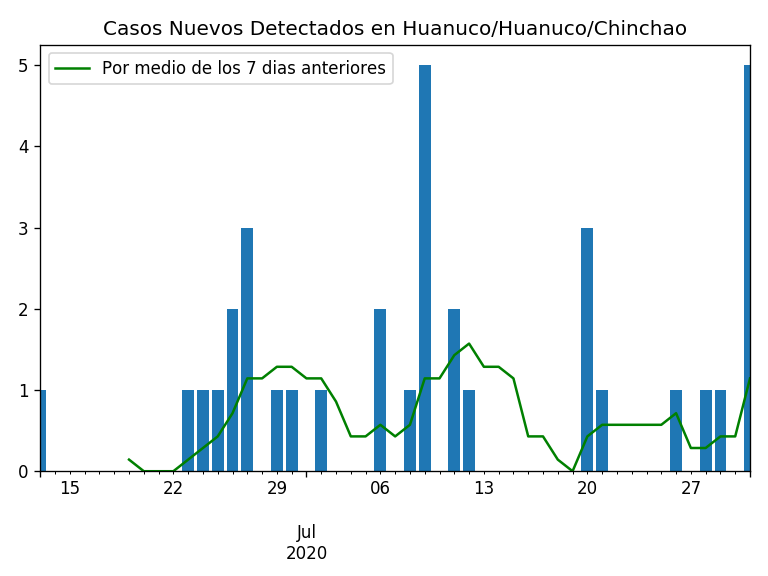 Casos Nuevos Detectados en Huanuco/Huanuco/Chinchao
Por medio de los 7 dias anteriores
5
4
3
2
1
0
15 22 29 06 13 20 27
Jul
2020